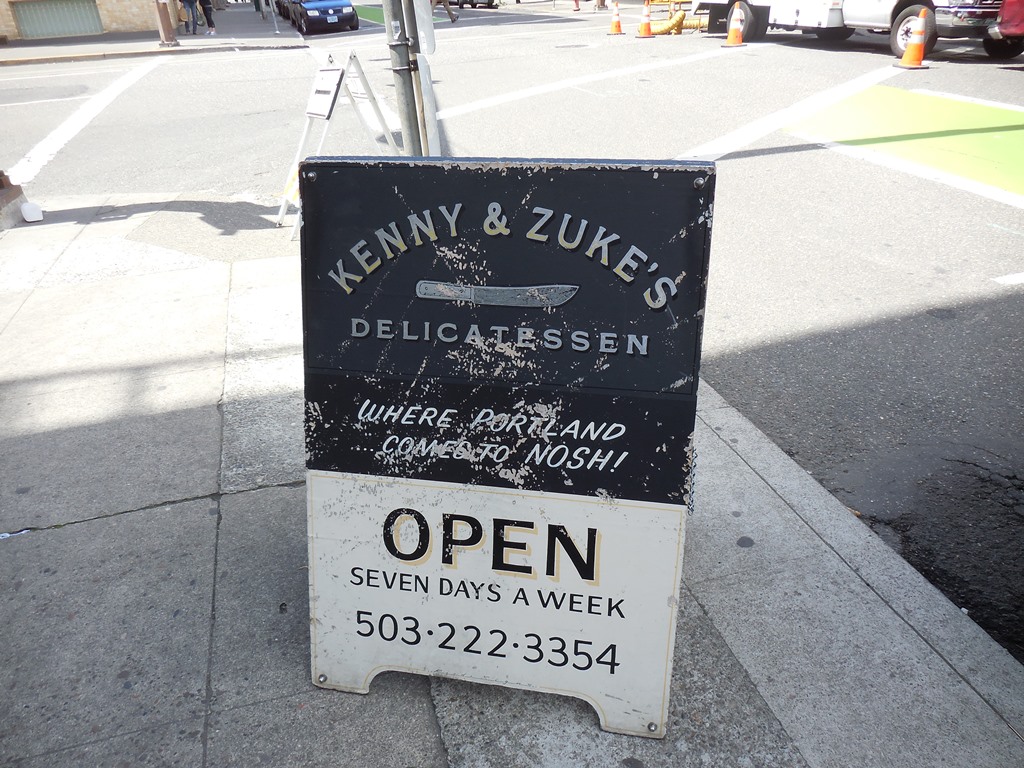 KENNY & ZUKE'S
DELICATESSEN
WHERE PORTLAND
COMES TO NOSH!
OPEN
SEVEN DAYS A WEEK
503·222·3354